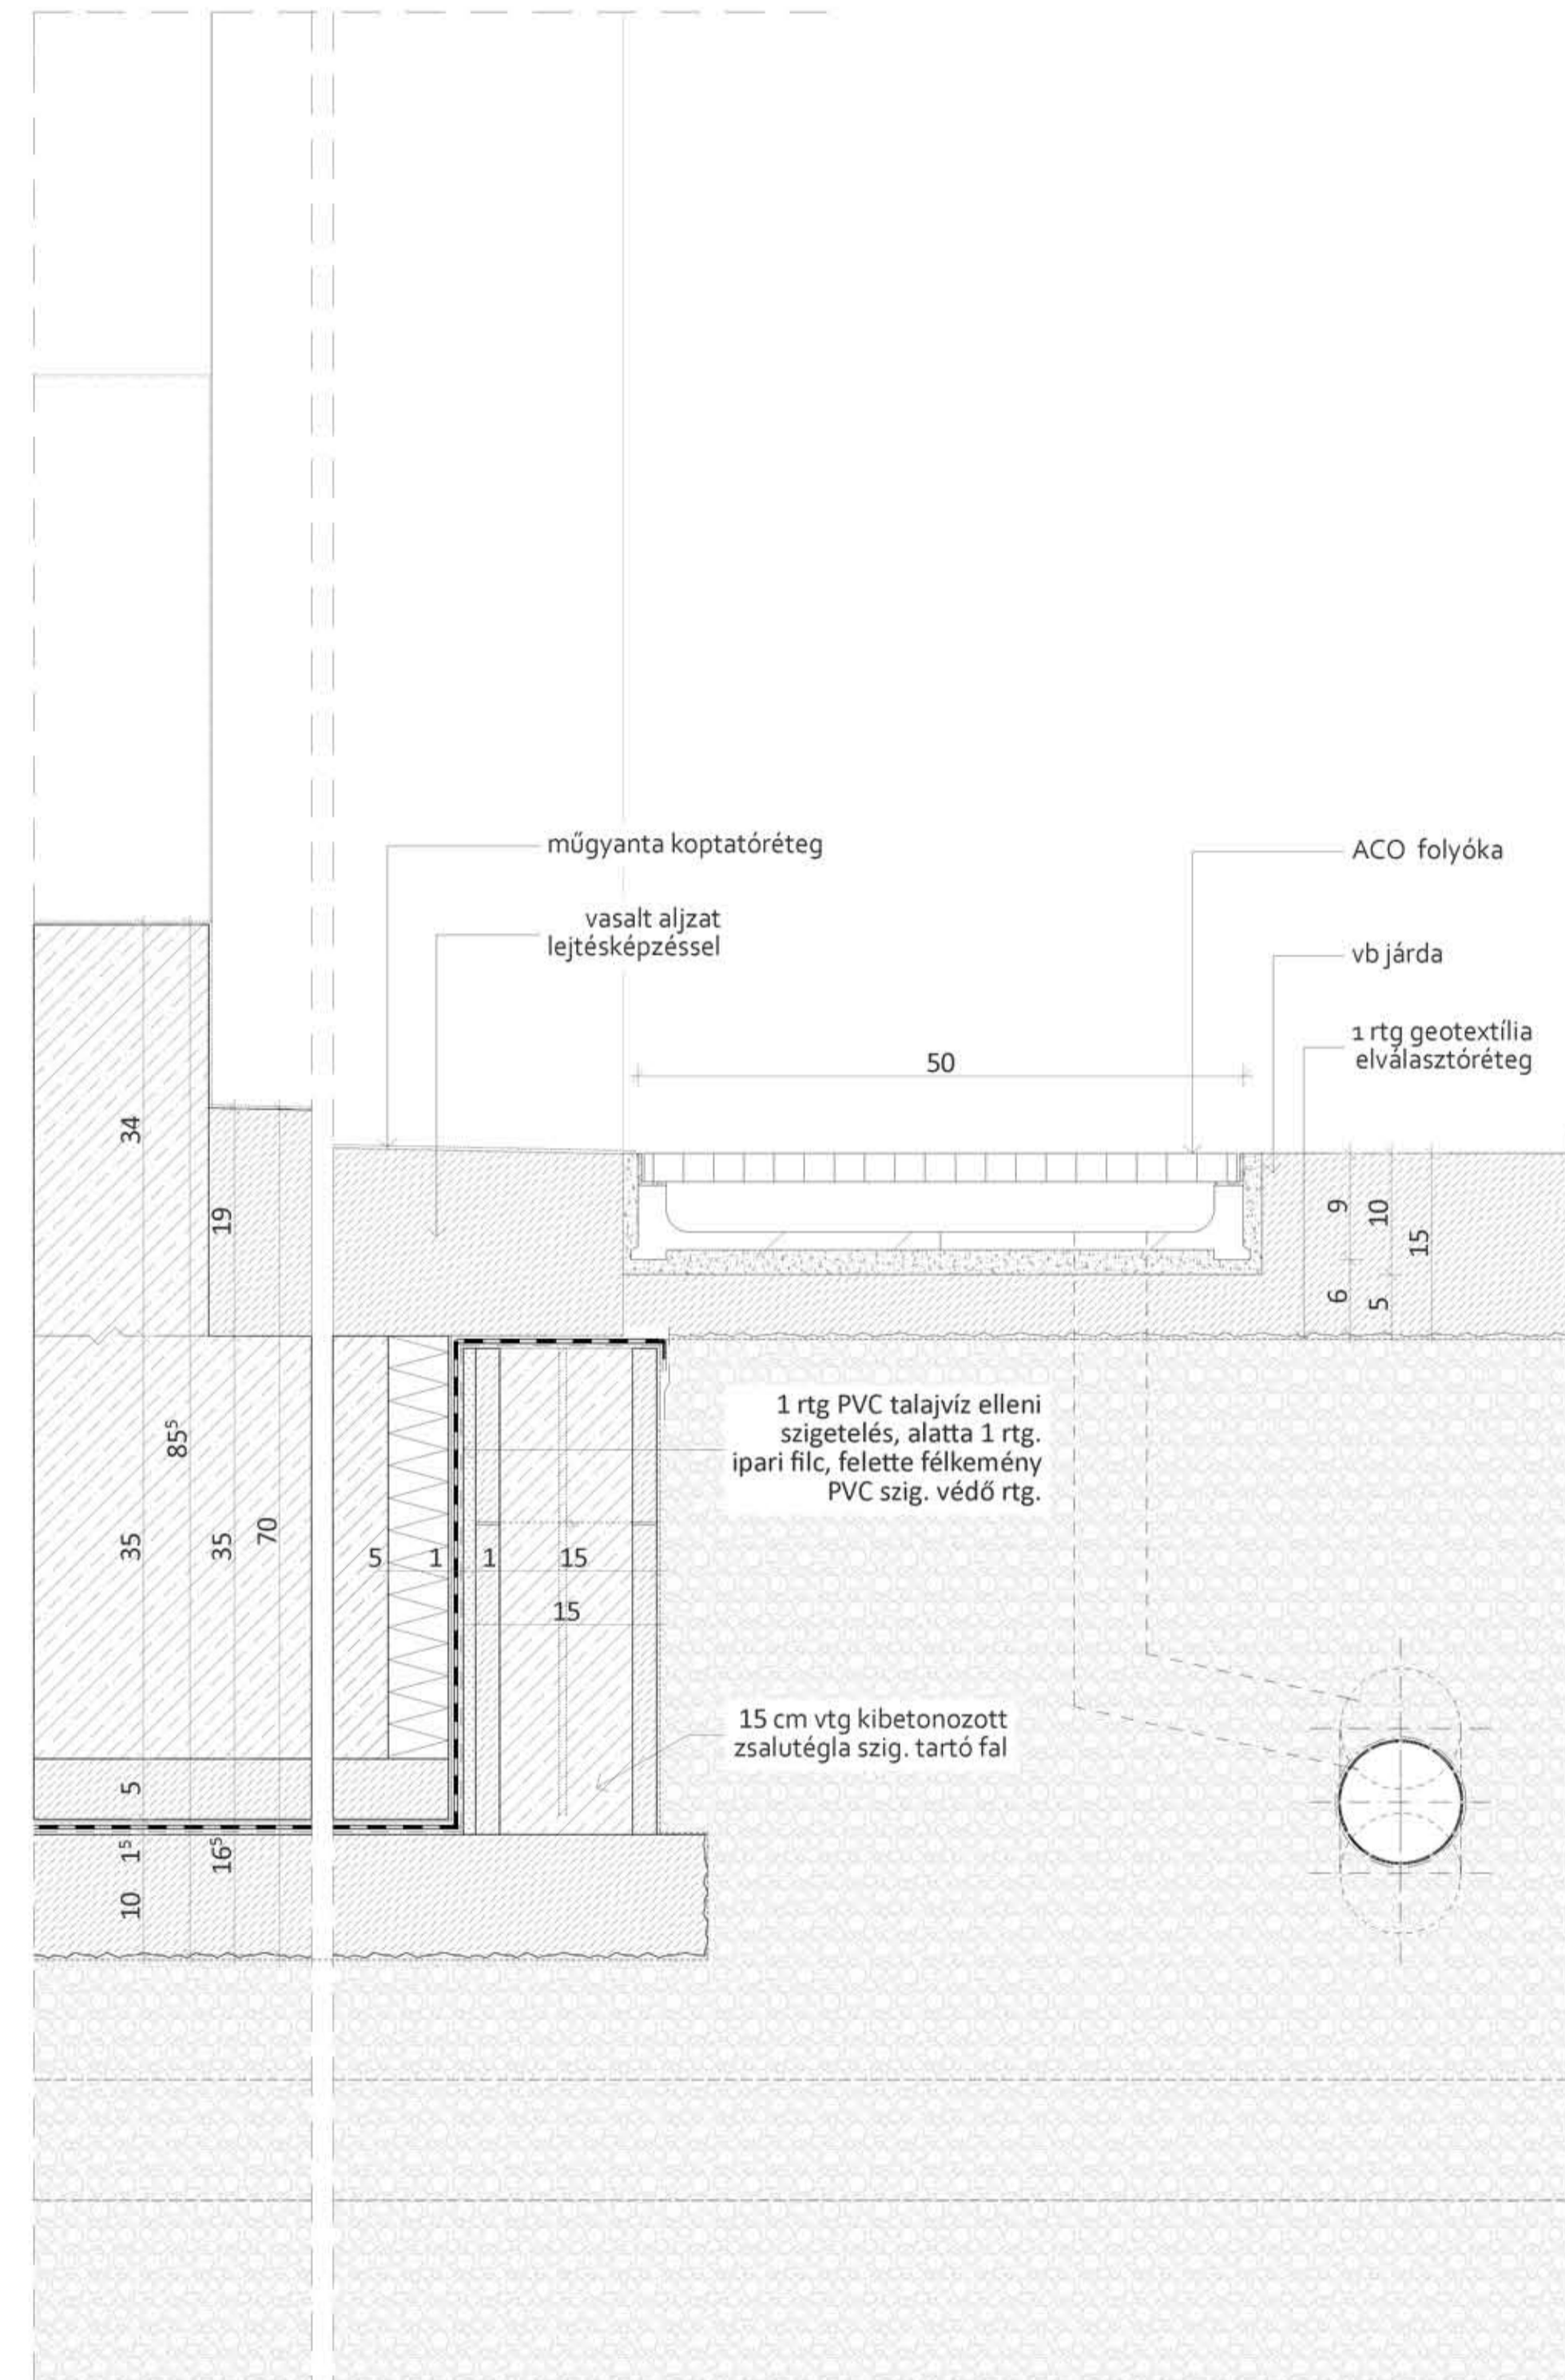 műgyanta koptatóréteg
ACO folyóka
vasalt aljzat
lejtésképzéssel
vb járda
1 rtg geotextília
elválasztóréteg
50
34
19
9
10
15
6
5
85⁵
1 rtg PVC talajvíz elleni
szigetelés, alatta 1 rtg.
ipari filc, felette félkemény
PVC szig. védő rtg.
35
35
70
5
1
1
15
15
15 cm vtg kibetonozott
zsalutégla szig. tartó fal
5
1⁵
16⁵
10